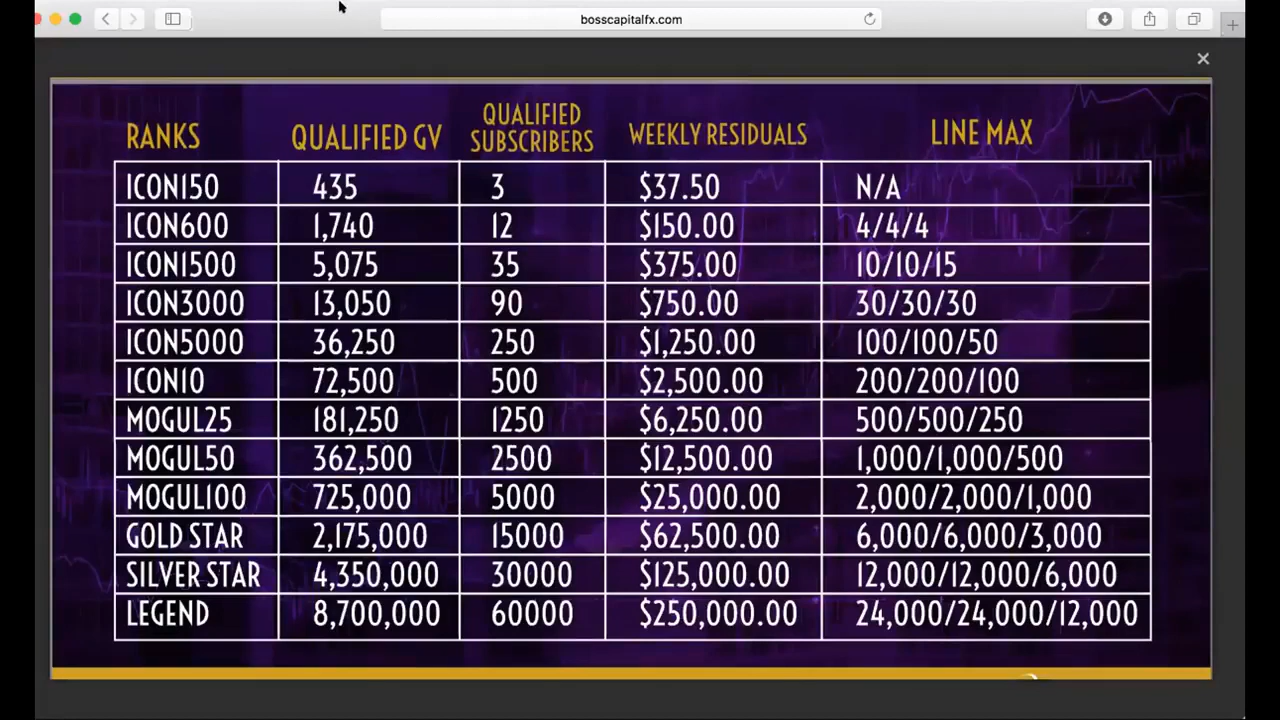 bosscapitalfx.com
RANKS QUALIFIED GV QUALIFIED SUBSCRIBERS WEEKLY RESIDUALS LINE MAX
ICON150 435 3 $37.50 N/A
ICON600 1,740 12 $150.00 4/4/4
ICON1500 5,075 35 $375.00 10/10/15
ICON3000 13,050 90 $750.00 30/30/30
ICON5000 36,250 250 $1,250.00 100/100/50
ICON10 72,500 500 $2,500.00 200/200/100
MOGUL25 181,250 1250 $6,250.00 500/500/250
MOGUL50 362,500 2500 $12,500.00 1,000/1,000/500
MOGUL100 725,000 5000 $25,000.00 2,000/2,000/1,000
GOLD STAR 2,175,000 15000 $62,500.00 6,000/6,000/3,000
SILVER STAR 4,350,000 30000 $125,000.00 12,000/12,000/6,000
LEGEND 8,700,000 60000 $250,000.00 24,000/24,000/12,000